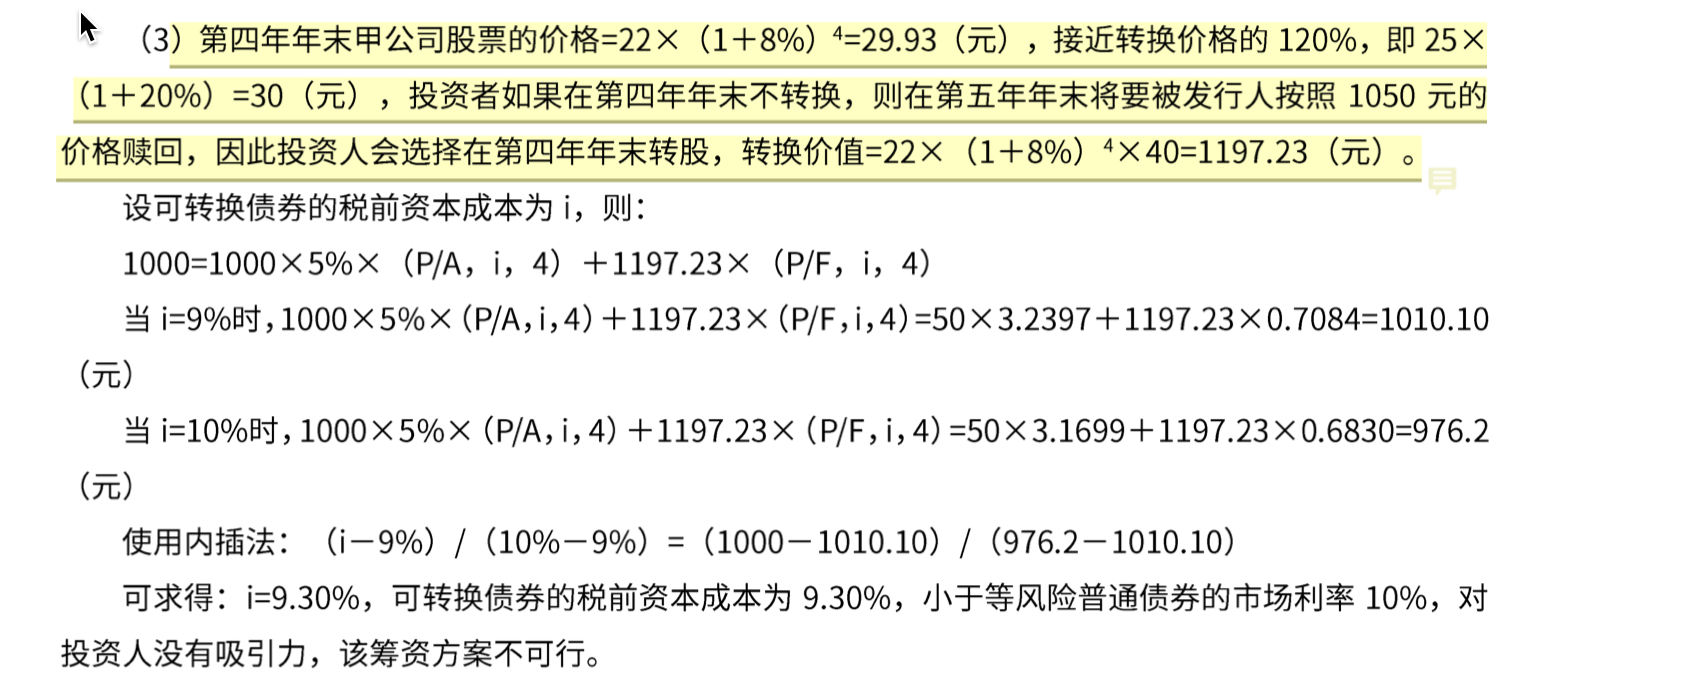 （3）第四年年末甲公司股票的价格=22×（1＋8%）⁴=29.93（元），接近转换价格的 120%，即 25×
（1＋20%）=30（元），投资者如果在第四年年末不转换，则在第五年年末将要被发行人按照 1050 元的
价格赎回，因此投资人会选择在第四年年末转股，转换价值=22×（1＋8%）⁴×40=1197.23（元）。
设可转换债券的税前资本成本为 i，则：
1000=1000×5%×（P/A，i，4）＋1197.23×（P/F，i，4）
当 i=9%时，1000×5%×（P/A，i，4）＋1197.23×（P/F，i，4）=50×3.2397＋1197.23×0.7084=1010.10
（元）
当 i=10%时，1000×5%×（P/A，i，4）＋1197.23×（P/F，i，4）=50×3.1699＋1197.23×0.6830=976.2
（元）
使用内插法：（i－9%）/（10%－9%）=（1000－1010.10）/（976.2－1010.10）
可求得：i=9.30%，可转换债券的税前资本成本为 9.30%，小于等风险普通债券的市场利率 10%，对
投资人没有吸引力，该筹资方案不可行。